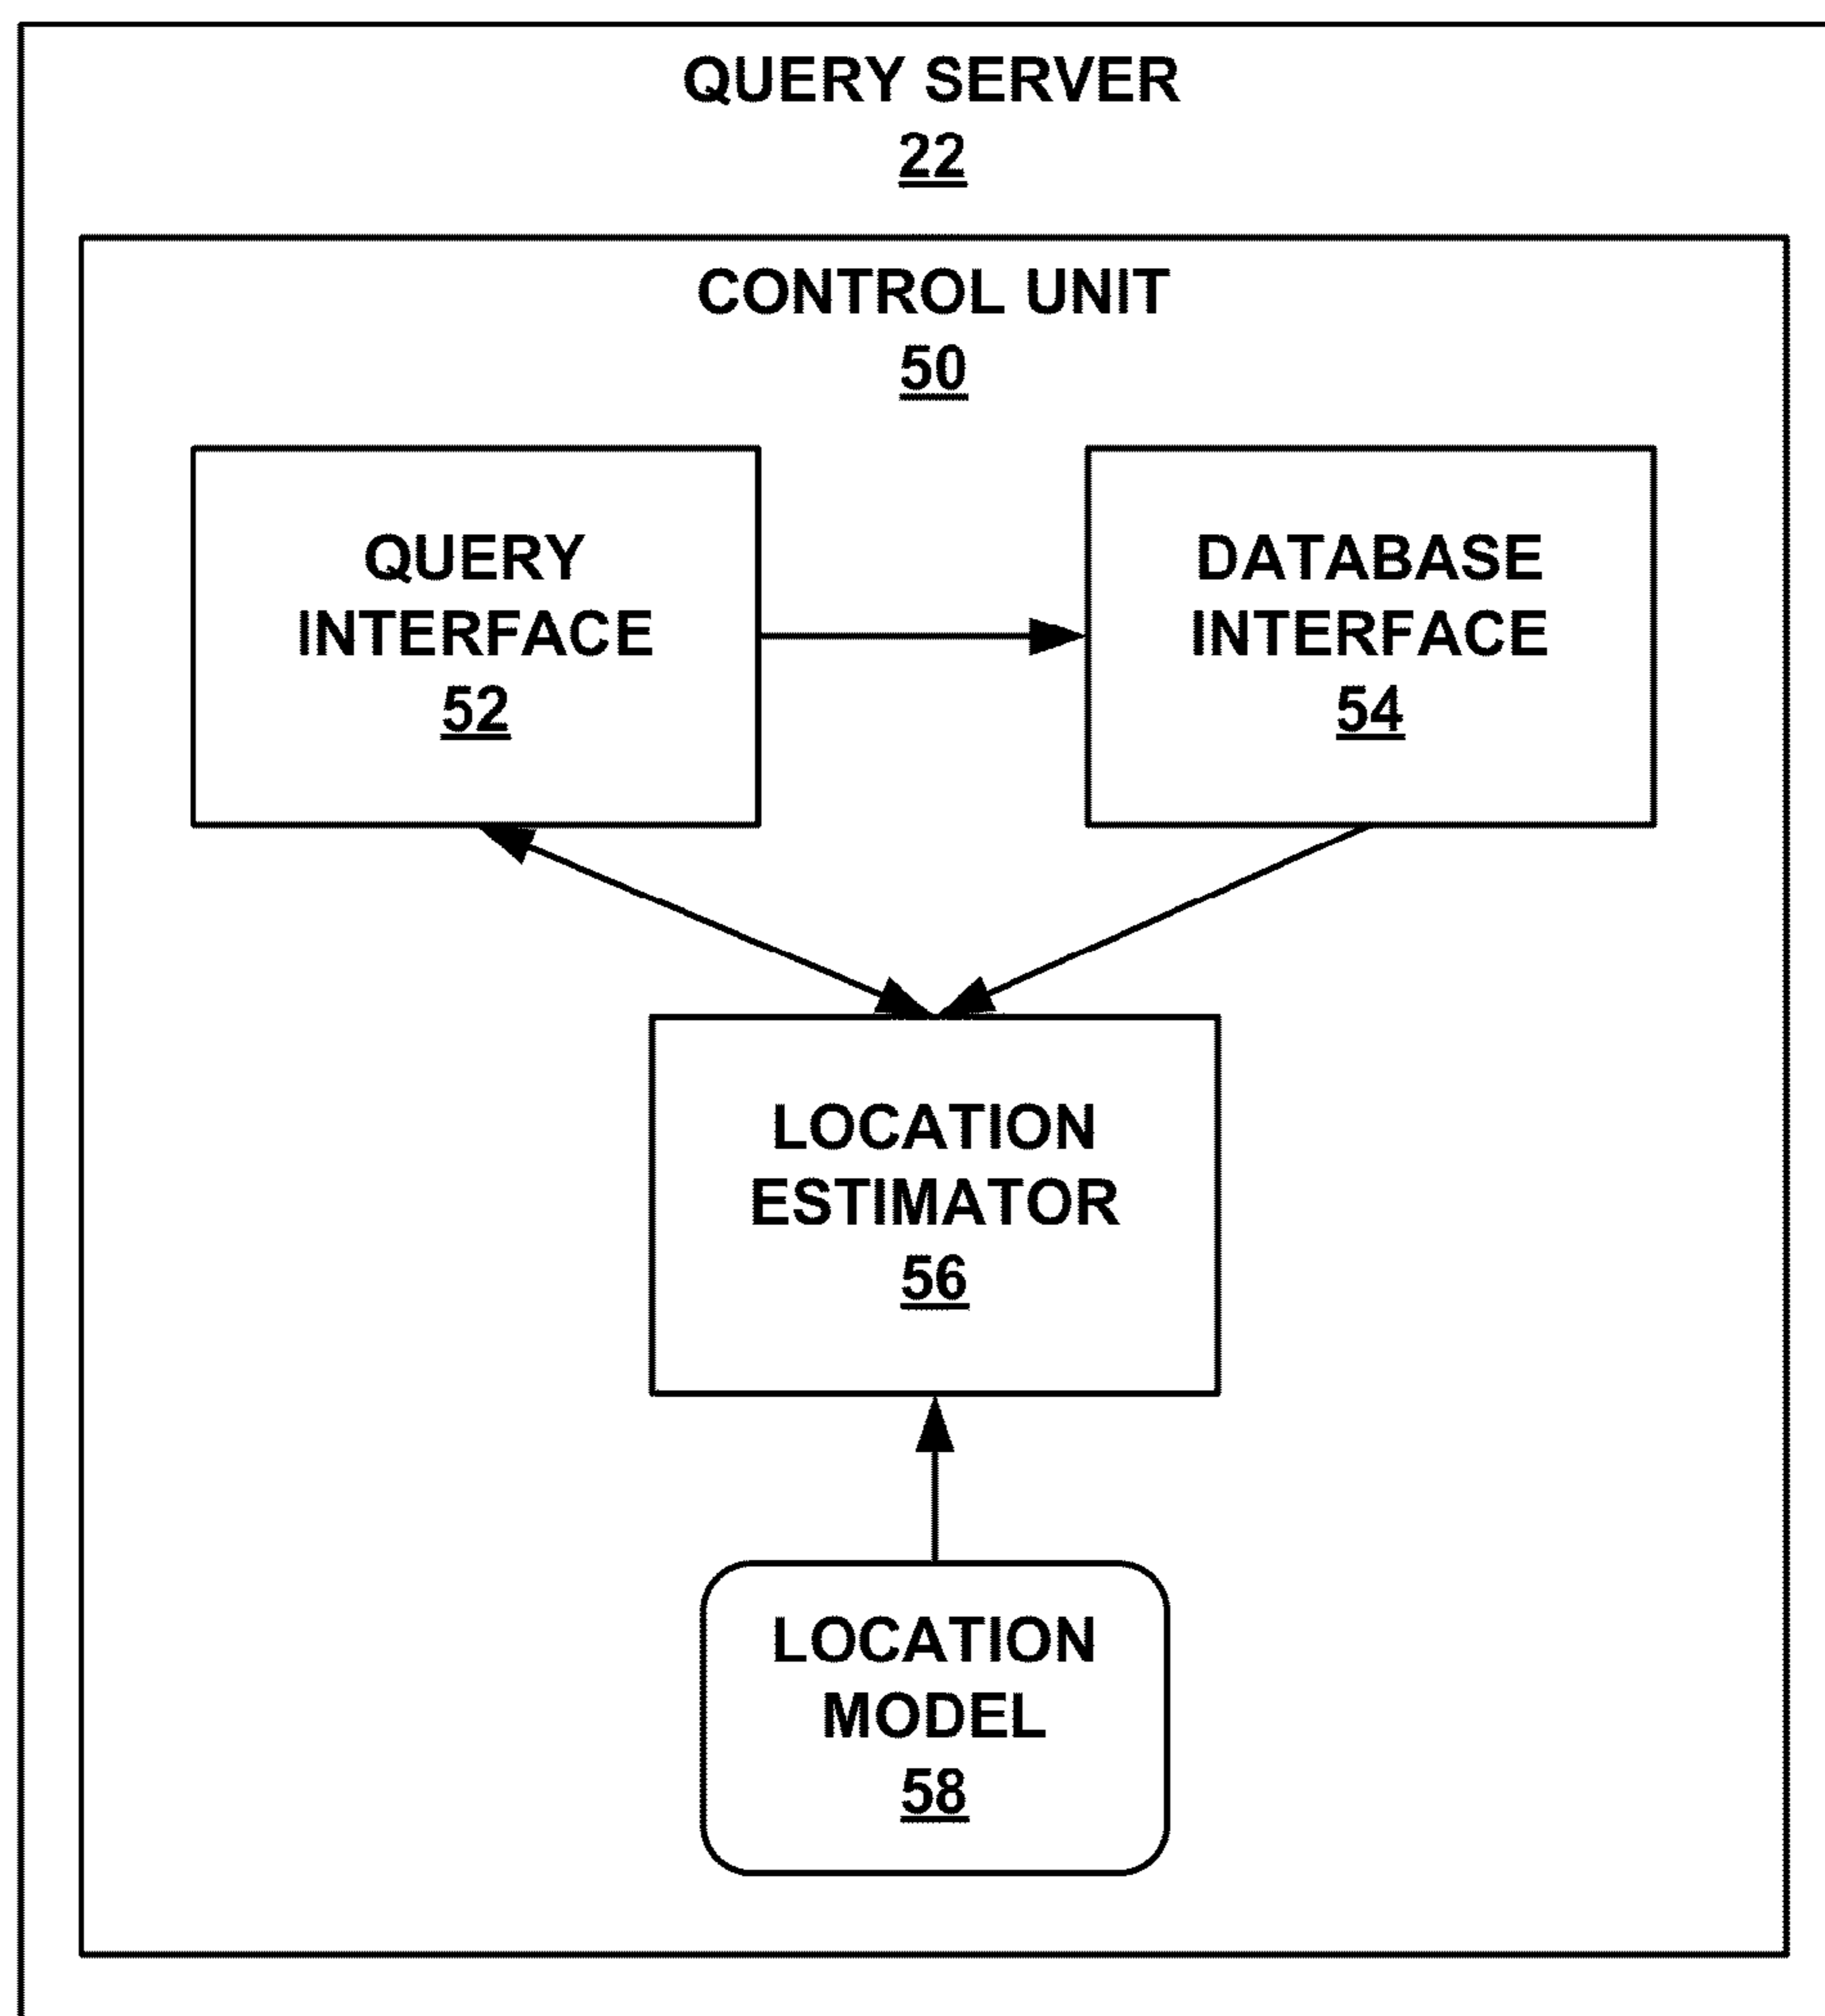 QUERY SERVER
22
CONTROL UNIT
50
QUERY
INTERFACE
52
DATABASE
INTERFACE
54
LOCATION
ESTIMATOR
56
LOCATION
MODEL
58